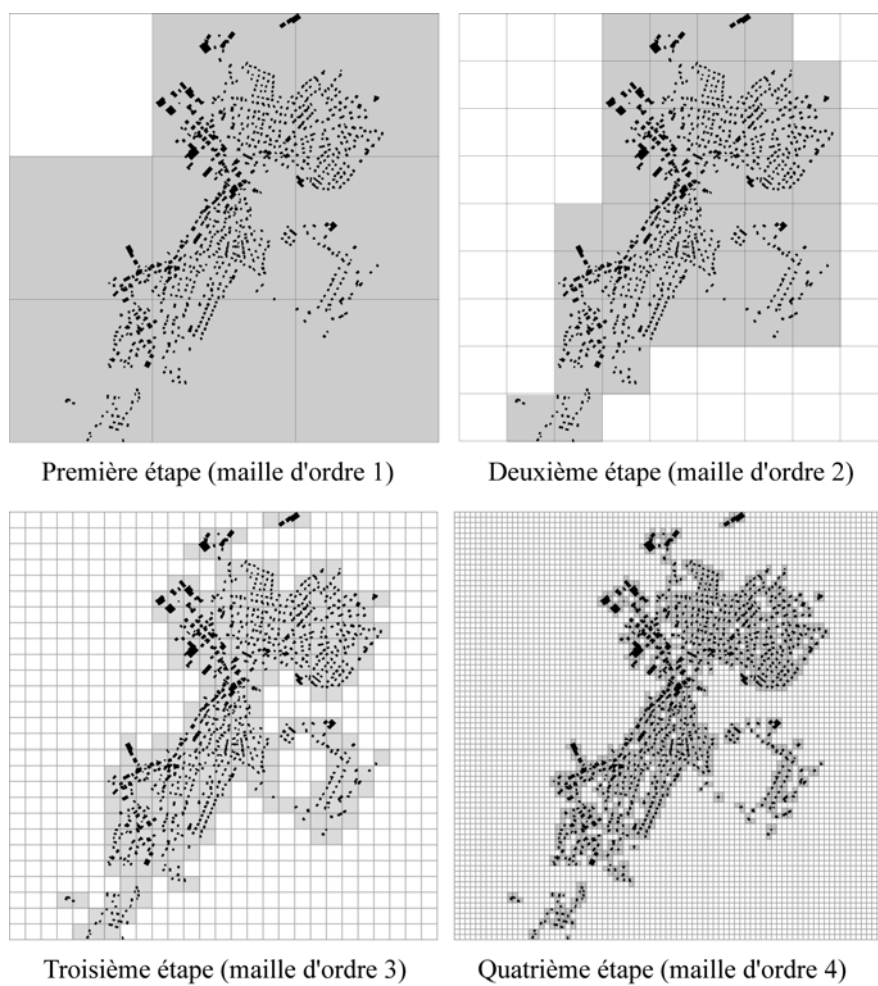 Première étape (maille d'ordre 1)
Deuxième étape (maille d'ordre 2)
Troisième étape (maille d'ordre 3)
Quatrième étape (maille d'ordre 4)